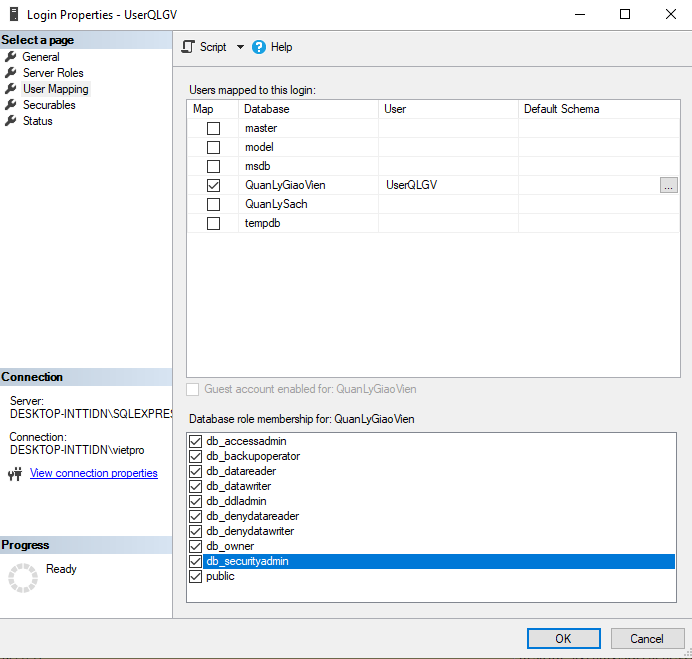 Login Properties - UserQLGV
Select a page
General
Server Roles
User Mapping
Securables
Status
Script
Help
Users mapped to this login:
Map Database User Default Schema
master
model
msdb
QuanLyGiaoVien UserQLGV ...
QuanLySach
tempdb
Guest account enabled for: QuanLyGiaoVien
Database role membership for: QuanLyGiaoVien
db_accessadmin
db_backupoperator
db_datareader
db_datawriter
db_ddladmin
db_denydatareader
db_denydatawriter
db_owner
db_securityadmin
public
Connection
Server:
DESKTOP-INTTIDN\SQLEXPRES
Connection:
DESKTOP-INTTIDN\vietpro
View connection properties
Progress
Ready
OK Cancel